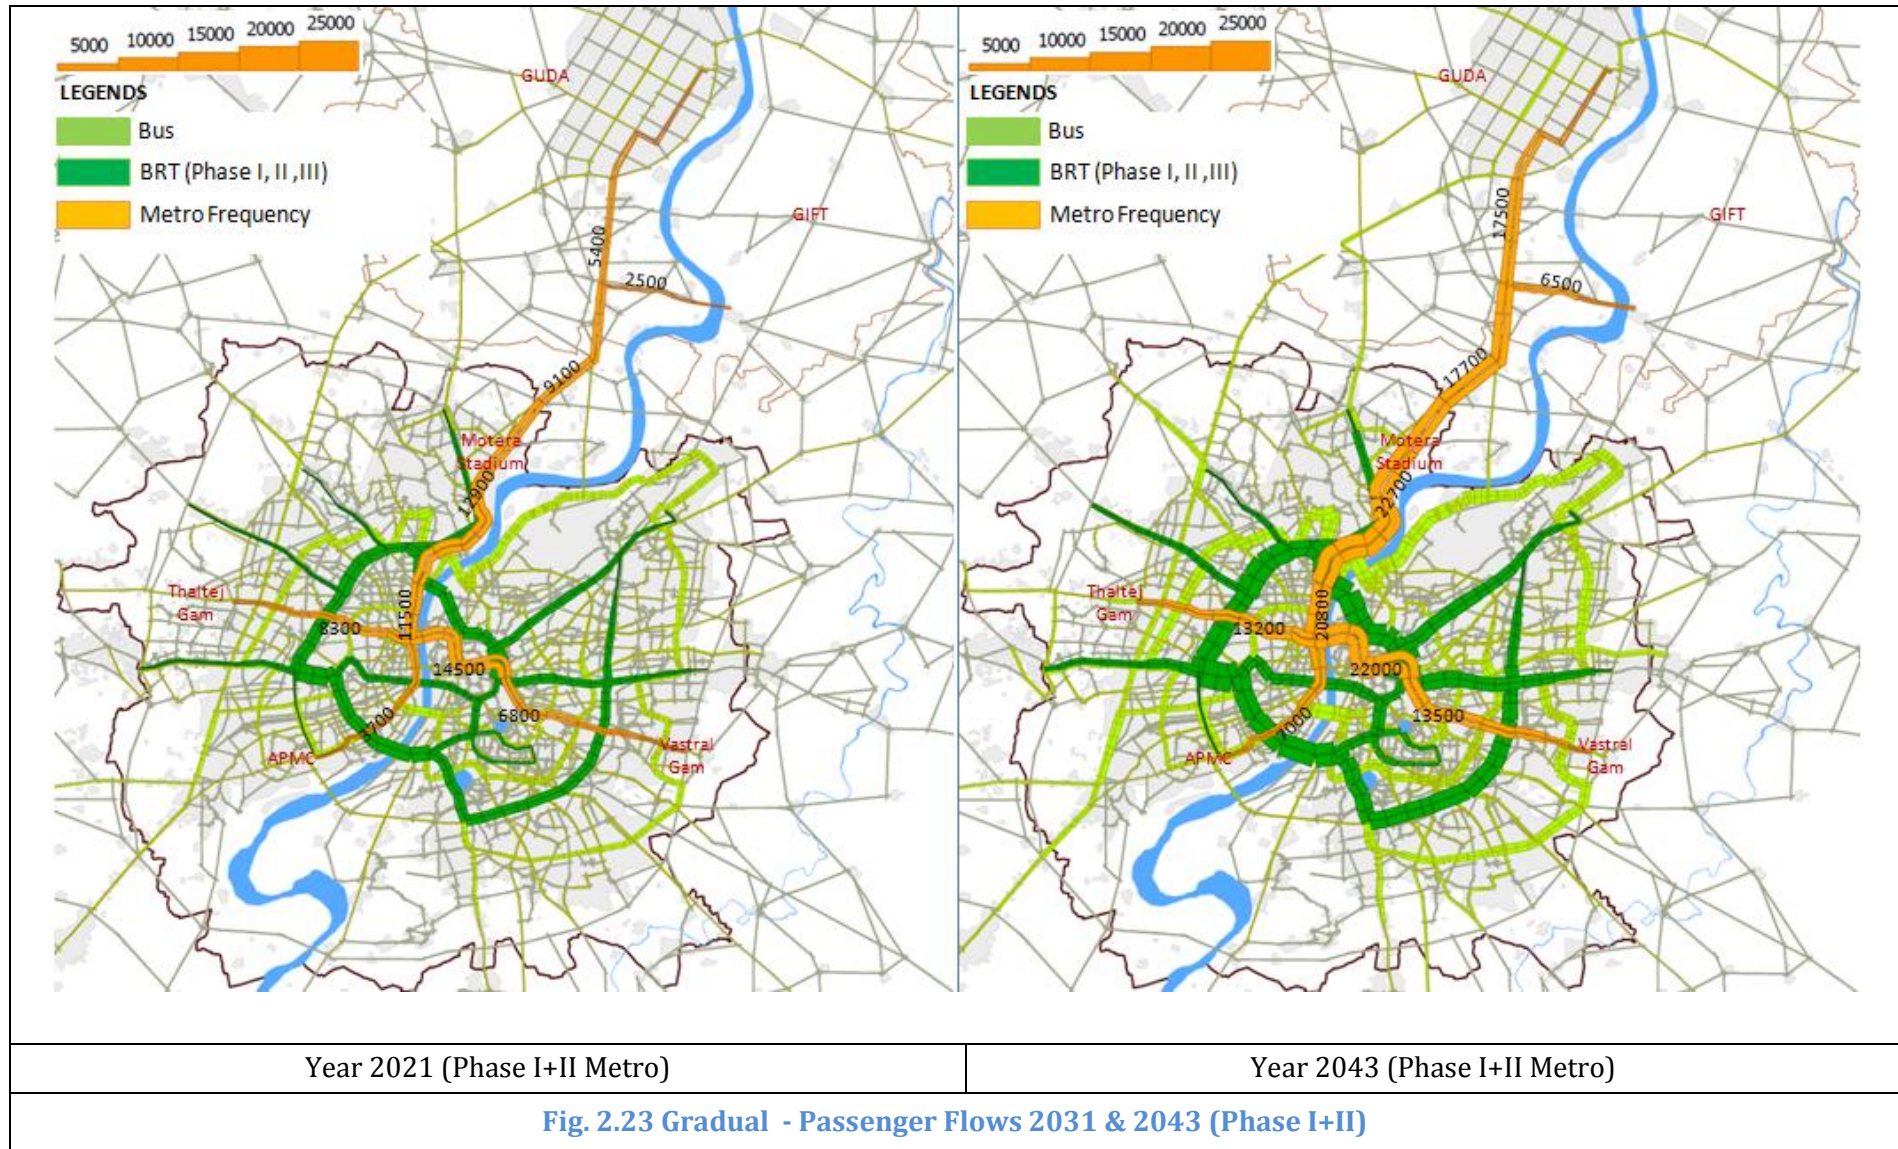 5000 10000 15000 20000 25000
LEGENDS
Bus
BRT (Phase I, II ,III)
Metro Frequency
GUDA
GIFT
5400
2500
9100
Motera
Stadium
12900
Thaltej
Gam
8300
11500
14500
3700
6800
APMC
Vastral
Gam
5000 10000 15000 20000 25000
LEGENDS
Bus
BRT (Phase I, II ,III)
Metro Frequency
GUDA
GIFT
17500
6500
17700
Motera
Stadium
22700
Thaltej
Gam
13200
20800
22000
7000
13500
APMC
Vastral
Gam
Year 2021 (Phase I+II Metro)
Year 2043 (Phase I+II Metro)
Fig. 2.23 Gradual - Passenger Flows 2031 & 2043 (Phase I+II)